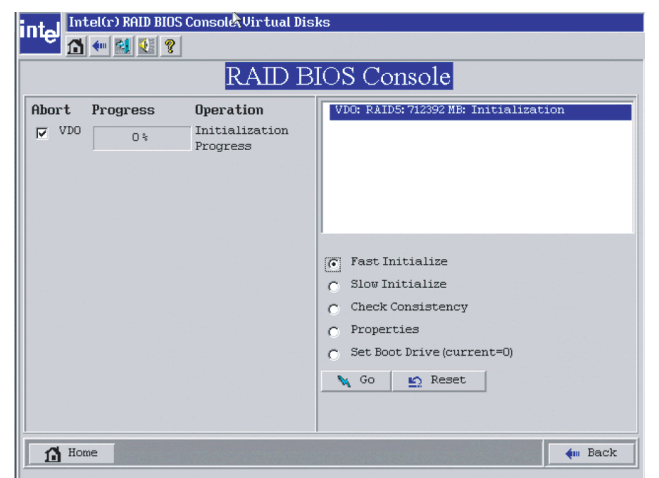 intel
Intel(r) RAID BIOS Console Virtual Disks
RAID BIOS Console
Abort Progress Operation
VD0 0% Initialization
Progress
VD0: RAID5: 712392 MB: Initialization
Fast Initialize
Slow Initialize
Check Consistency
Properties
Set Boot Drive (current=0)
Go Reset
Home Back